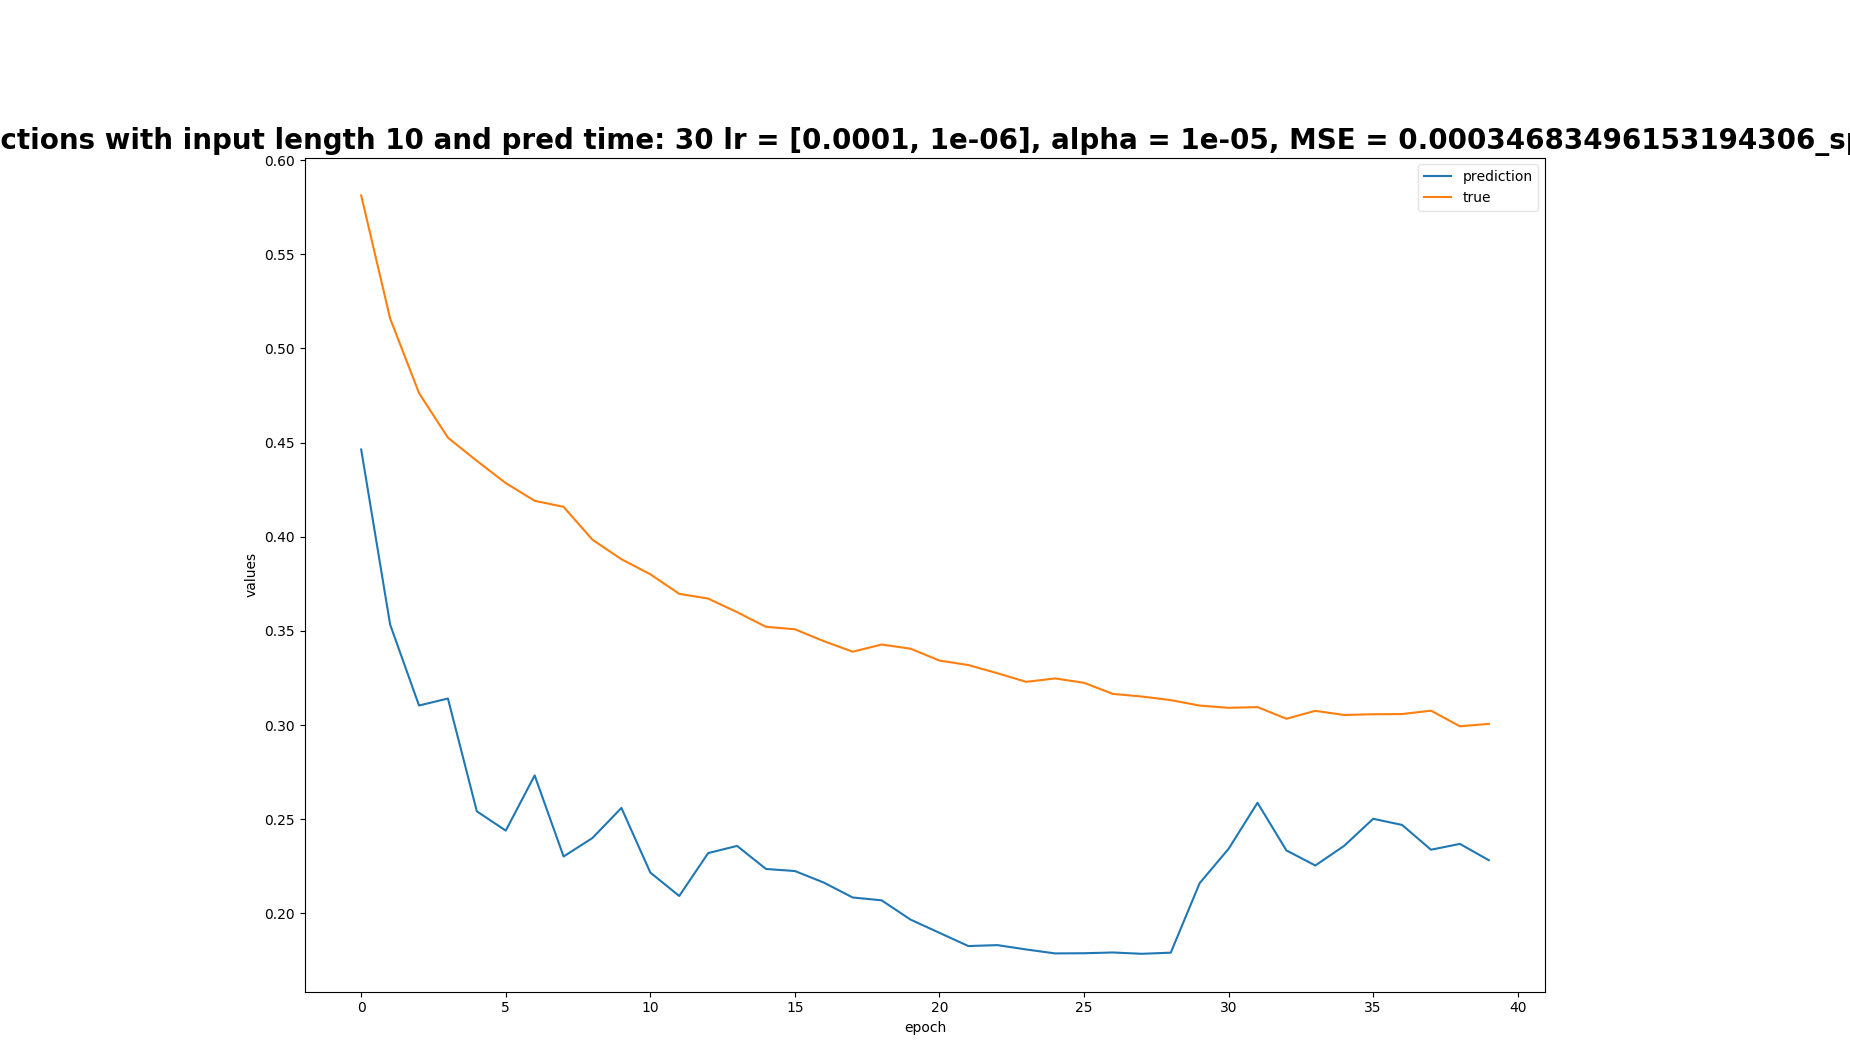 ctions with input length 10 and pred time: 30 lr = [0.0001, 1e-06], alpha = 1e-05, MSE = 0.00034683496153194306_sp
prediction
true
0.60
0.55
0.50
0.45
0.40
0.35
0.30
0.25
0.20
values
0 5 10 15 20 25 30 35 40
epoch